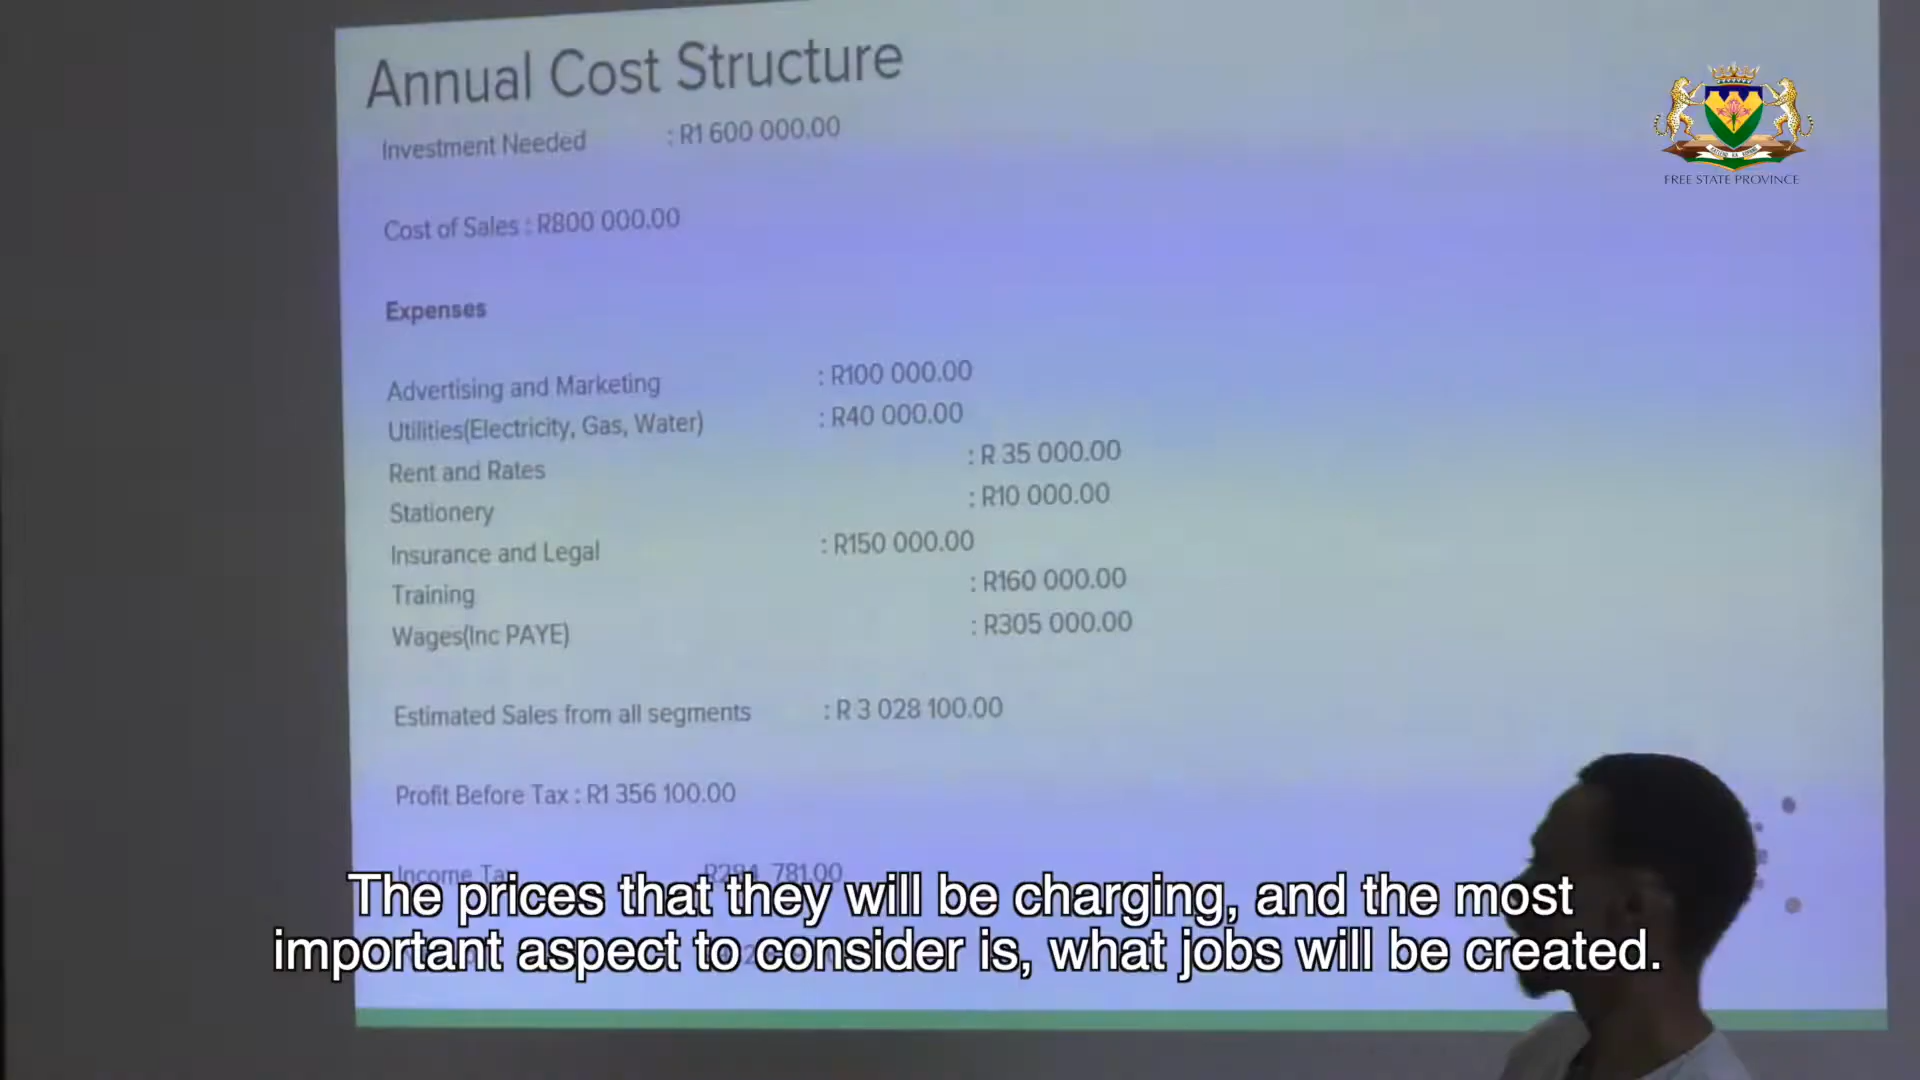 Annual Cost Structure
Investment Needed : R1 600 000.00
Cost of Sales : R800 000.00
Expenses
Advertising and Marketing : R100 000.00
Utilities(Electricity, Gas, Water) : R40 000.00
Rent and Rates : R 35 000.00
Stationery : R10 000.00
Insurance and Legal : R150 000.00
Training : R160 000.00
Wages(Inc PAYE) : R305 000.00
Estimated Sales from all segments : R 3 028 100.00
Profit Before Tax : R1 356 100.00
Income 781.00
The prices that they will be charging, and the most
important aspect to consider is, what jobs will be created.
FREE STATE PROVINCE